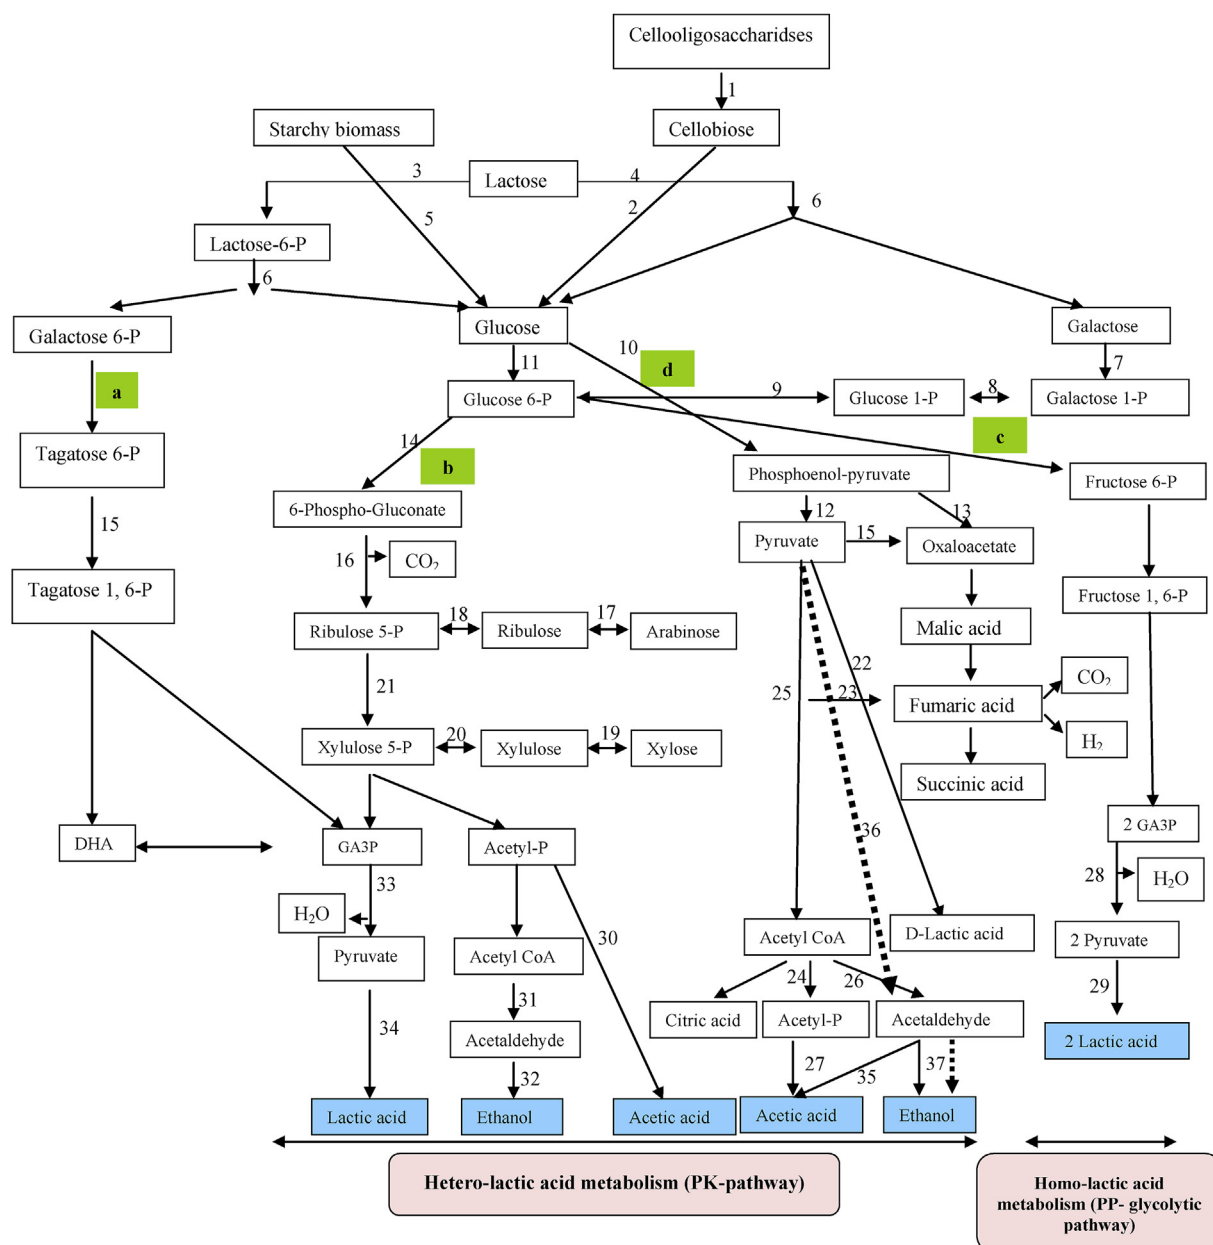 Cellooligosaccharidses
1
Starchy biomass
Cellobiose
3
Lactose
4
5
2
6
Lactose-6-P
6
Galactose 6-P
Glucose
Galactose
a
11
10
d
7
Glucose 6-P
9
Glucose 1-P
8
Galactose 1-P
14
b
c
Tagatose 6-P
Phosphoenol-pyruvate
Fructose 6-P
6-Phospho-Gluconate
12
13
15
Pyruvate
15
Oxaloacetate
16
CO2
Tagatose 1, 6-P
Fructose 1, 6-P
Ribulose 5-P
18
Ribulose
17
Arabinose
Malic acid
22
21
25
23
Fumaric acid
CO2
H2
Xylulose 5-P
20
Xylulose
19
Xylose
Succinic acid
DHA
GA3P
Acetyl-P
36
2 GA3P
33
28
H2O
H2O
30
Pyruvate
Acetyl CoA
Acetyl CoA
D-Lactic acid
2 Pyruvate
24
26
29
31
34
Acetaldehyde
Citric acid
Acetyl-P
Acetaldehyde
2 Lactic acid
32
27
35
37
Lactic acid
Ethanol
Acetic acid
Acetic acid
Ethanol
Hetero-lactic acid metabolism (PK-pathway)
Homo-lactic acid
metabolism (PP- glycolytic
pathway)